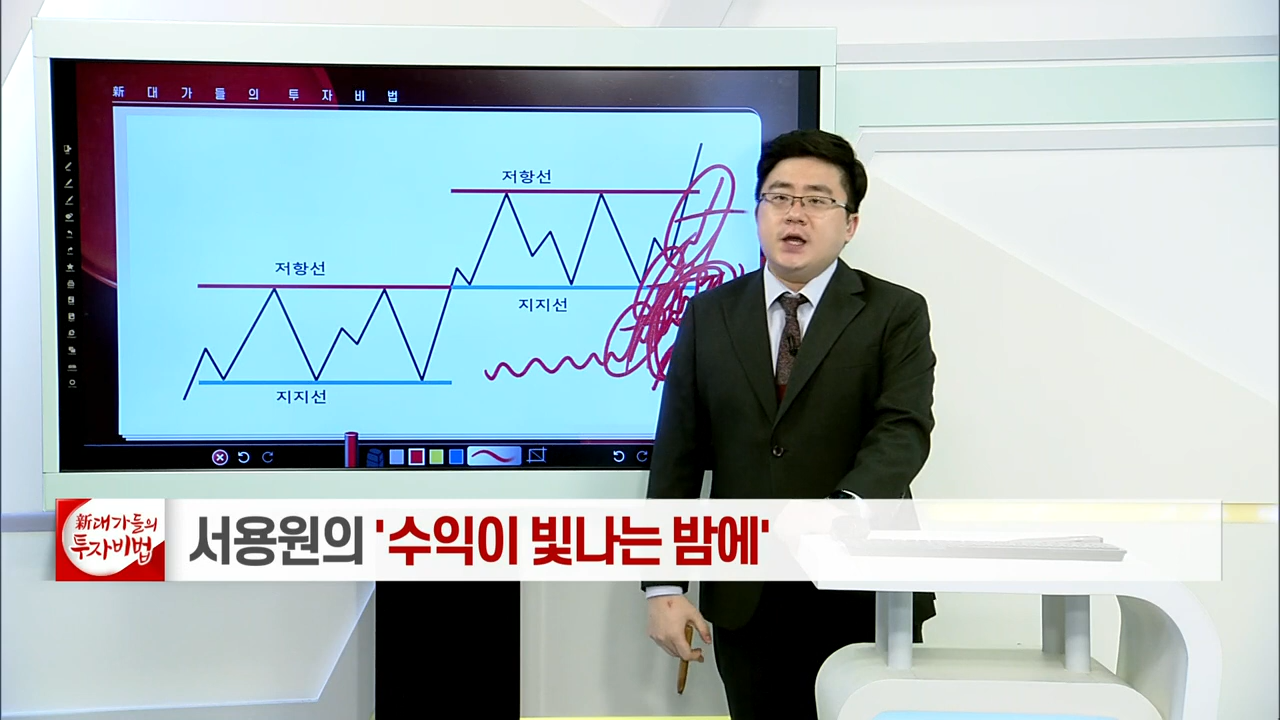 新 대 가 들 의 투 자 비 법
저항선
저항선
지지선
지지선
新대가들의
투자비법
서용원의 '수익이 빛나는 밤에'